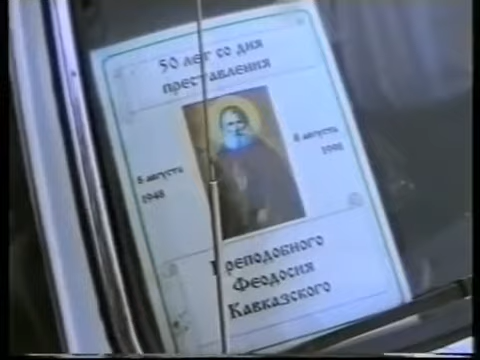 50 лет со дня
преставления
8 августа
1948
8 августа
1998
Преподобного
Феодосия
Кавказского